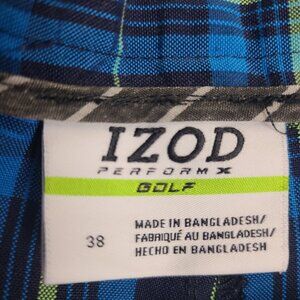 IZOD
PERFORM X
GOLF
38
MADE IN BANGLADESH/
FABRIQUÉ AU BANGLADESH/
HECHO EN BANGLADESH